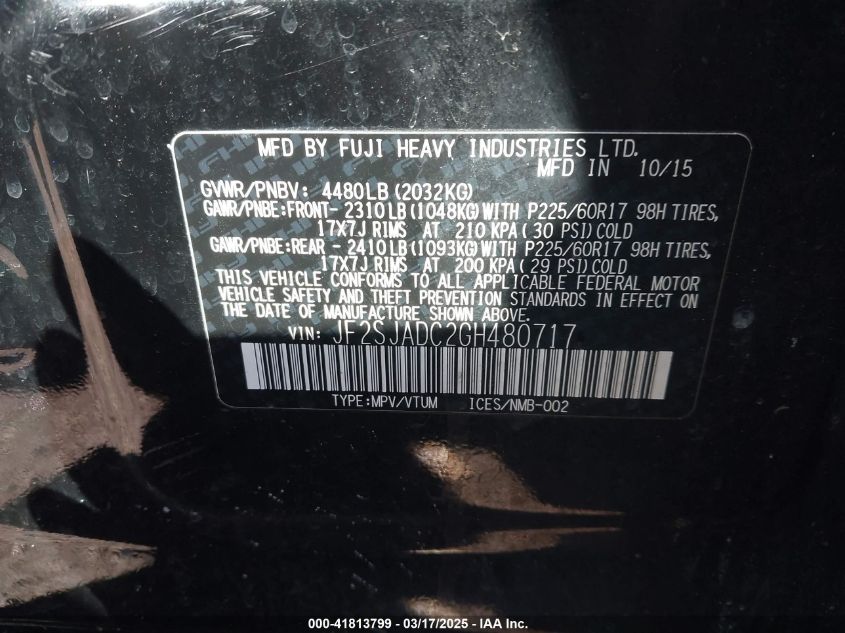 MFD BY FUJI HEAVY INDUSTRIES LTD.
MFD IN 10/15
GVWR/PNBV: 4480LB (2032KG)
GAWR/PNBE:FRONT- 2310LB (1048KG) WITH P225/60R17 98H TIRES,
17X7J RIMS AT 210 KPA (30 PSI) COLD
GAWR/PNBE:REAR - 2410LB (1093KG) WITH P225/60R17 98H TIRES,
17X7J RIMS AT 200 KPA (29 PSI) COLD
THIS VEHICLE CONFORMS TO ALL APPLICABLE FEDERAL MOTOR
VEHICLE SAFETY AND THEFT PREVENTION STANDARDS IN EFFECT ON
THE DATE OF MANUFACTURE SHOWN ABOVE.
VIN: JF2SJADC2GH480717
TYPE:MPV/VTUM ICES/NMB-002
000-41813799 - 03/17/2025 - IAA Inc.